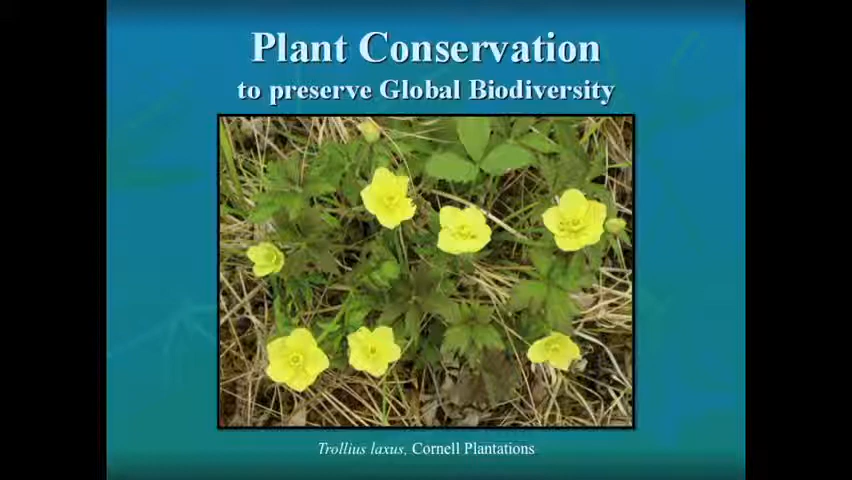 Plant Conservation
to preserve Global Biodiversity
Trollius laxus, Cornell Plantations